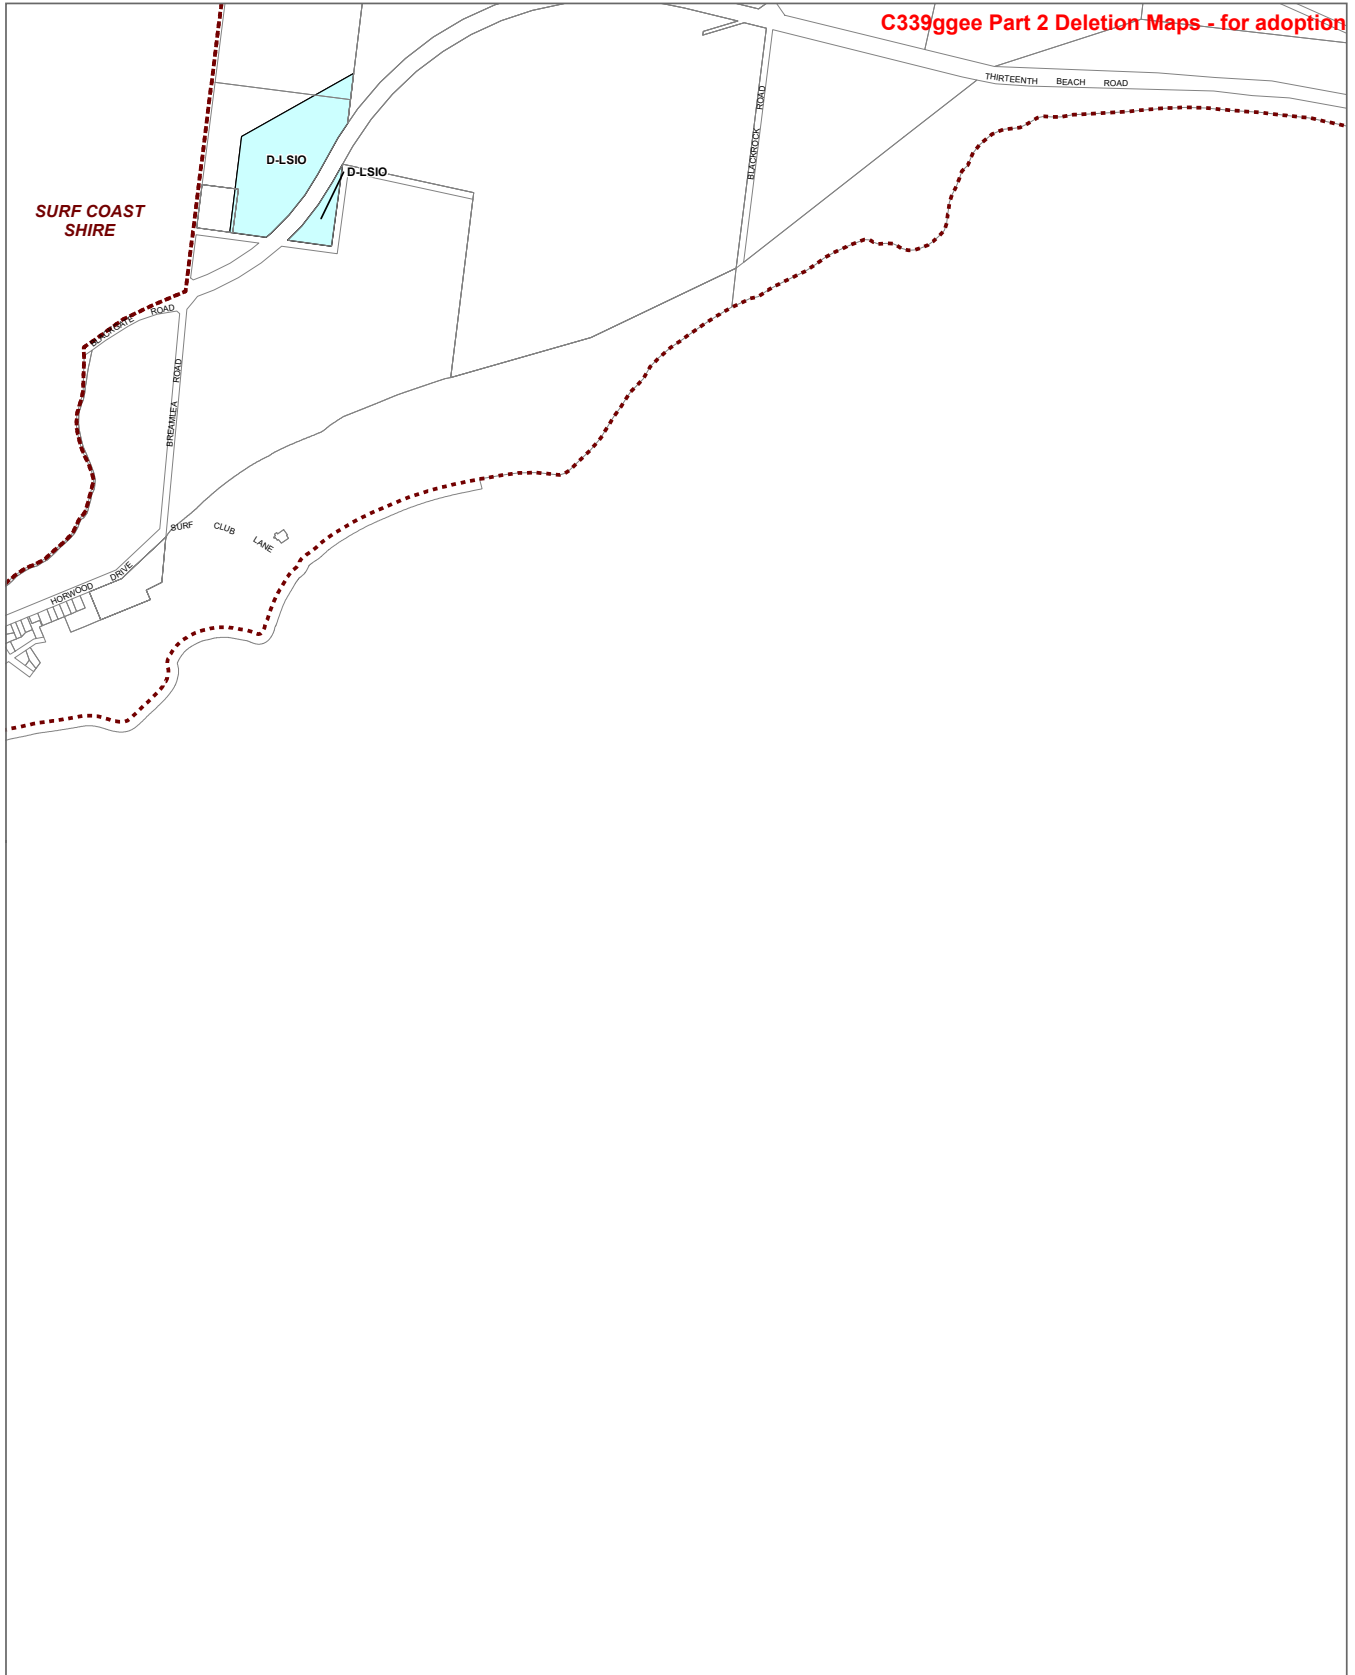 C339ggee Part 2 Deletion Maps - for adoption
THIRTEENTH BEACH ROAD
BLACKROCK ROAD
D-LSIO
D-LSIO
SURF COAST
SHIRE
BLACKGATE ROAD
BREAMLEA ROAD
SURF CLUB LANE
HORWOOD DRIVE